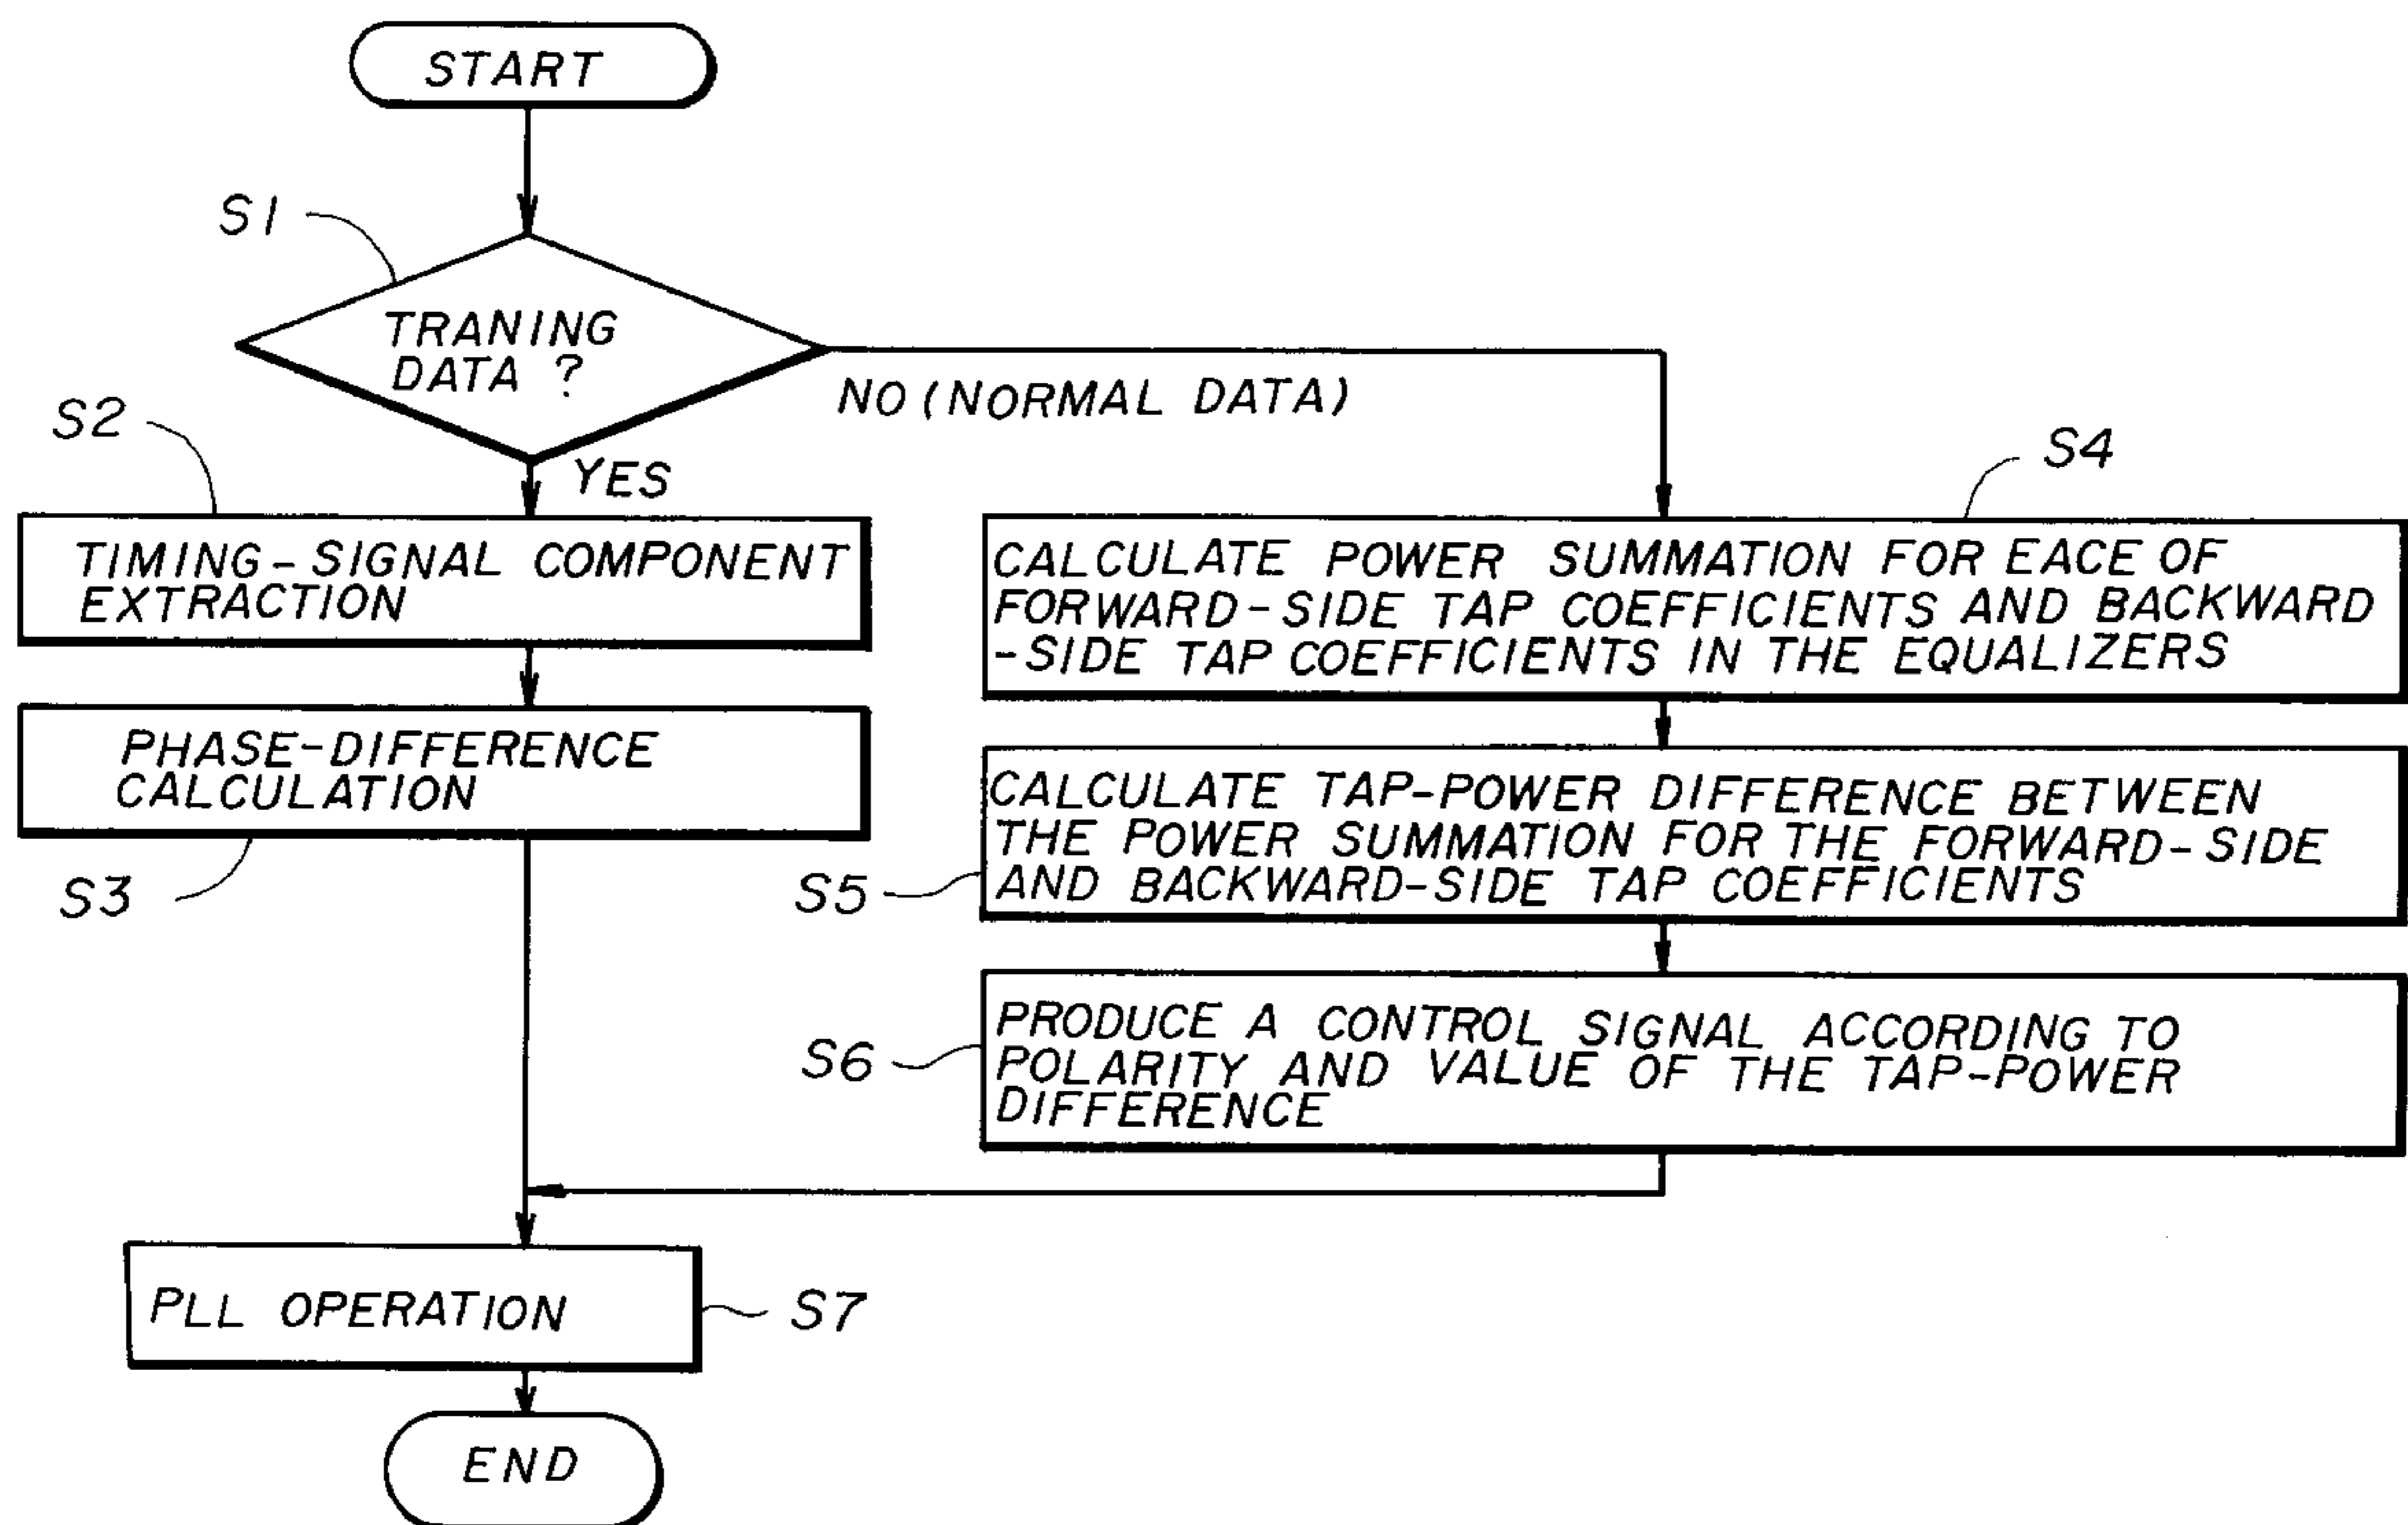 START
S1
TRANING
DATA ?
NO (NORMAL DATA)
YES
S2
TIMING-SIGNAL COMPONENT
EXTRACTION
PHASE-DIFFERENCE
CALCULATION
S3
S4
CALCULATE POWER SUMMATION FOR EACE OF
FORWARD-SIDE TAP COEFFICIENTS AND BACKWARD
-SIDE TAP COEFFICIENTS IN THE EQUALIZERS
CALCULATE TAP-POWER DIFFERENCE BETWEEN
THE POWER SUMMATION FOR THE FORWARD-SIDE
AND BACKWARD-SIDE TAP COEFFICIENTS
S5
PRODUCE A CONTROL SIGNAL ACCORDING TO
POLARITY AND VALUE OF THE TAP-POWER
DIFFERENCE
S6
PLL OPERATION
S7
END